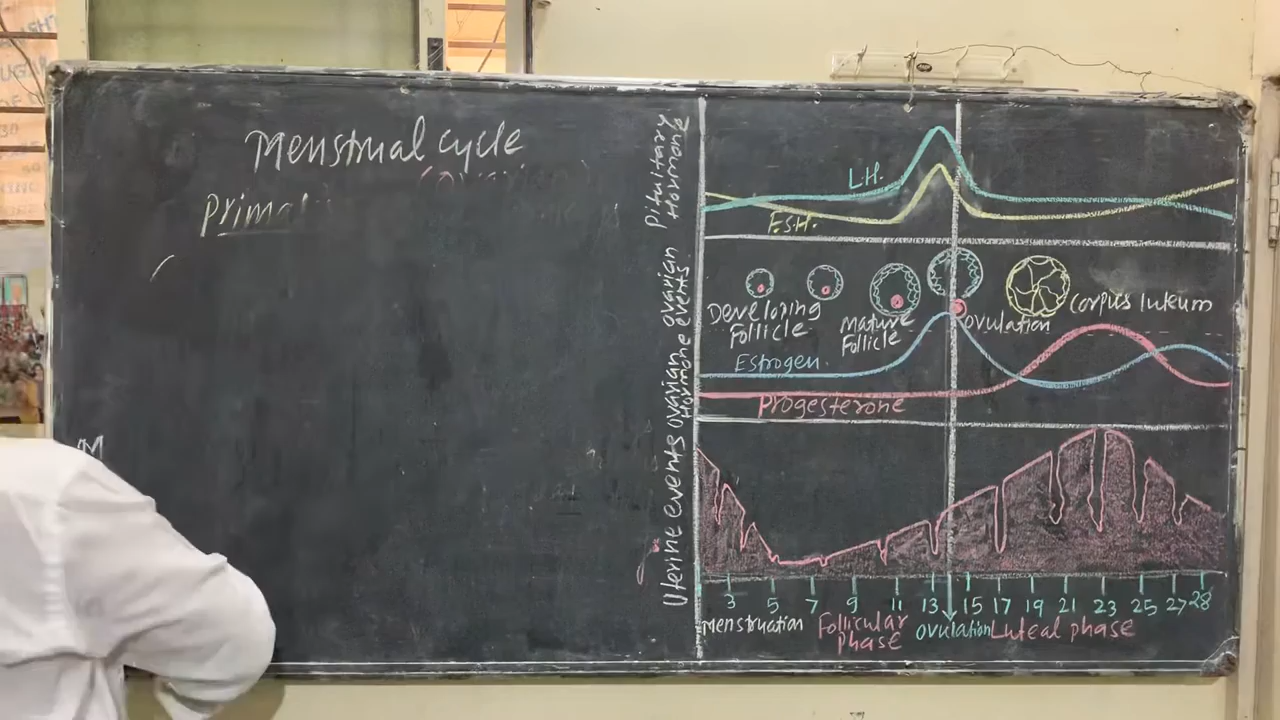 Menstrual cycle
Prima
M
Pituitary
Hormone
ovarian
events
ovarian
Hormone
Uterine events
L.H.
F.S.H.
Developing
Follicle
Mature
Follicle
Ovulation
Corpus luteum
Estrogen.
Progesterone
3 5 7 9 11 13 15 17 19 21 23 25 27 28
Menstruation
Follicular
Phase
Ovulation
Luteal phase